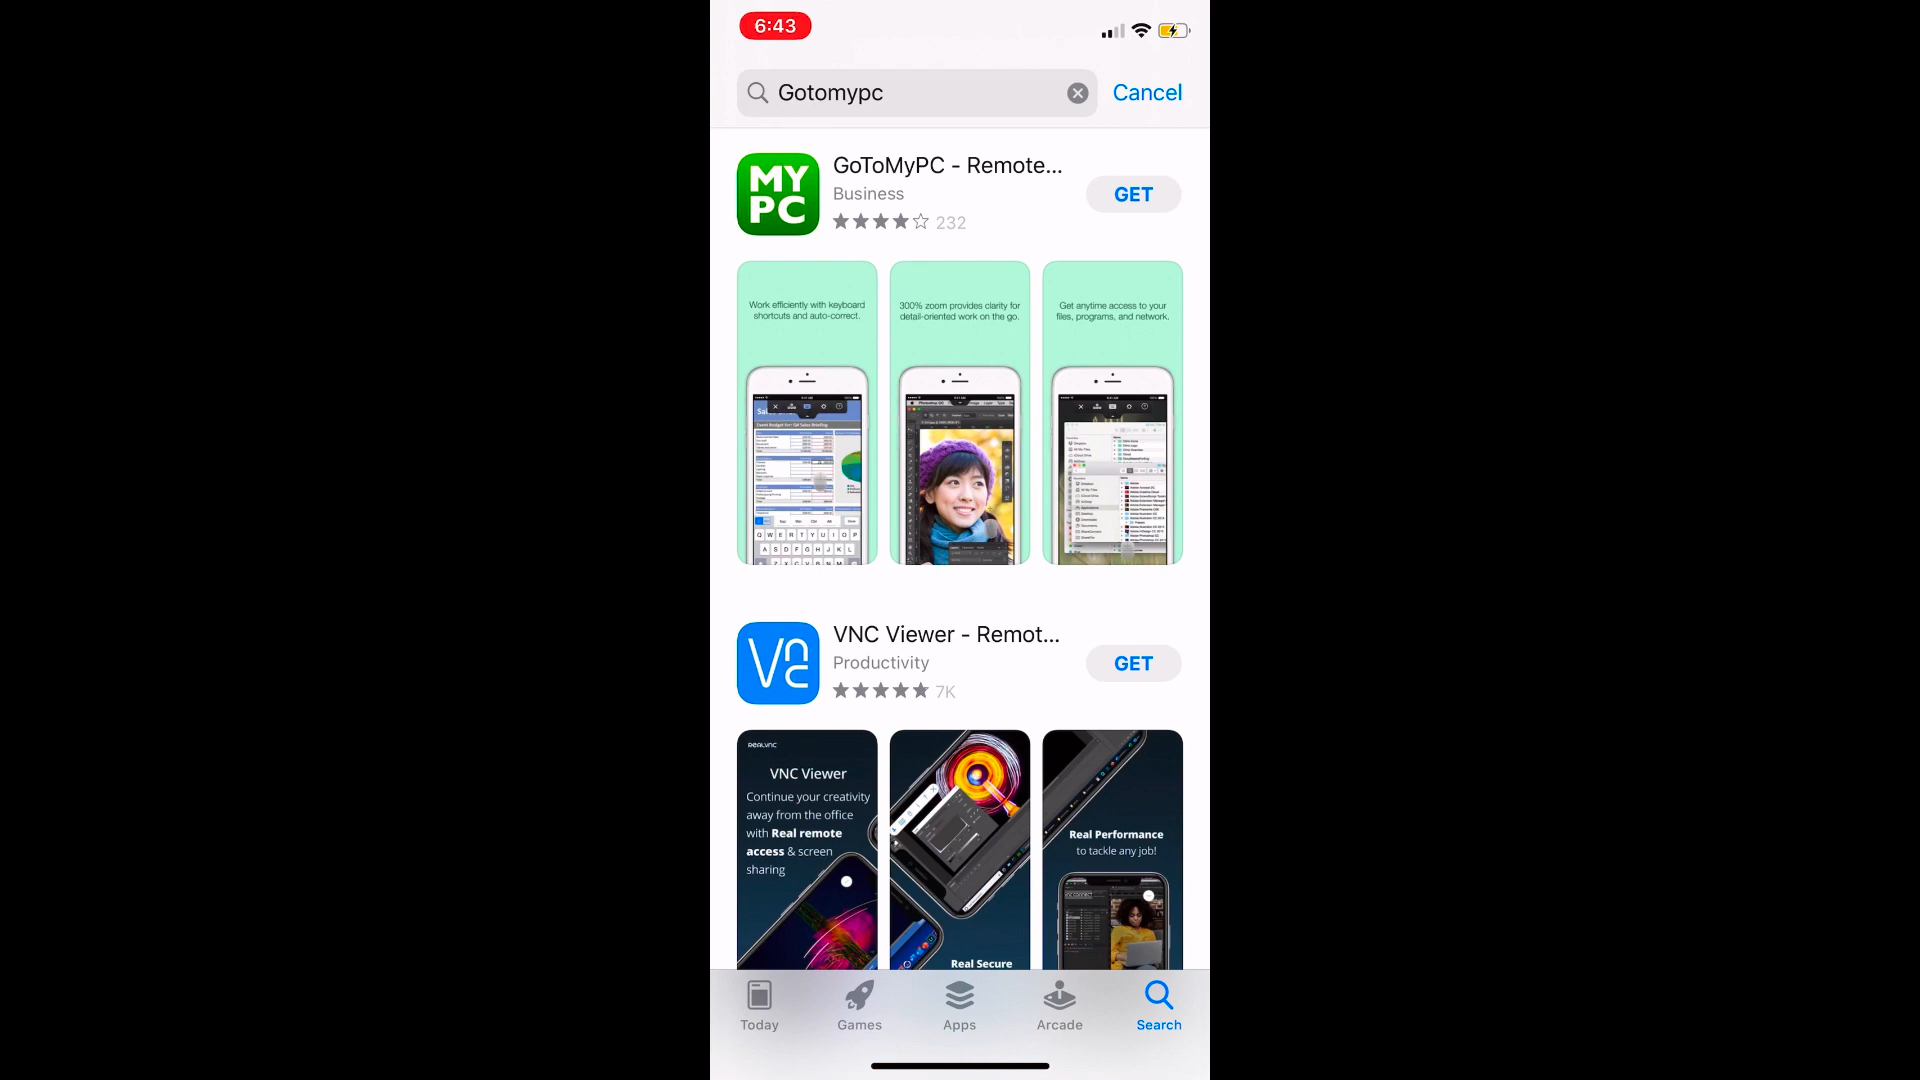 6:43
Gotomypc
Cancel
MY
PC
GoToMyPC - Remote...
Business
232
GET
Work efficiently with keyboard
shortcuts and auto-correct.
300% zoom provides clarity for
detail-oriented work on the go.
Get anytime access to your
files, programs, and network.
Q W E R T Y U I O P
A S D F G H J K L
Z X C V B N M
Vnc
VNC Viewer - Remot...
Productivity
7K
GET
REALVNC
VNC Viewer
Continue your creativity
away from the office
with Real remote
access & screen
sharing
Real Secure
Real Performance
to tackle any job!
Today
Games
Apps
Arcade
Search